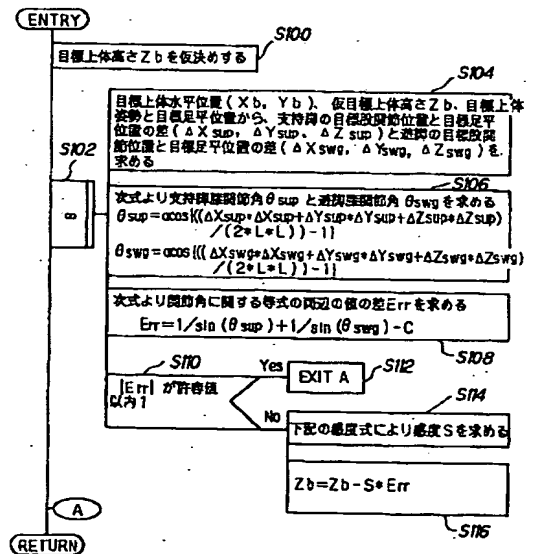 ENTRY
S100
目標上体高さZbを仮決めする
S104
目標上体水平位置(Xb, Yb)、仮目標上体高さZb、目標上体
姿勢と目標足平位置から、支持脚の目標股関節位置と目標足平
位置の差(ΔXsup, ΔYsup, ΔZsup)と遊脚の目標股関
節位置と目標足平位置の差(ΔXswg, ΔYswg, ΔZswg)を
求める
S102
∞
S106
次式より支持脚膝関節角θsupと遊脚膝関節角θswgを求める
θsup=acos{((ΔXsup*ΔXsup+ΔYsup*ΔYsup+ΔZsup*ΔZsup)
/(2*L*L))-1}
θswg=acos{((ΔXswg*ΔXswg+ΔYswg*ΔYswg+ΔZswg*ΔZswg)
/(2*L*L))-1}
次式より関節角に関する等式の両辺の値の差Errを求める
Err=1/sin(θsup)+1/sin(θswg)-C
S108
S110
|Err|が許容値
以内?
Yes
EXIT A
S112
No
S114
下記の感度式により感度Sを求める
Zb=Zb-S*Err
S116
A
RETURN